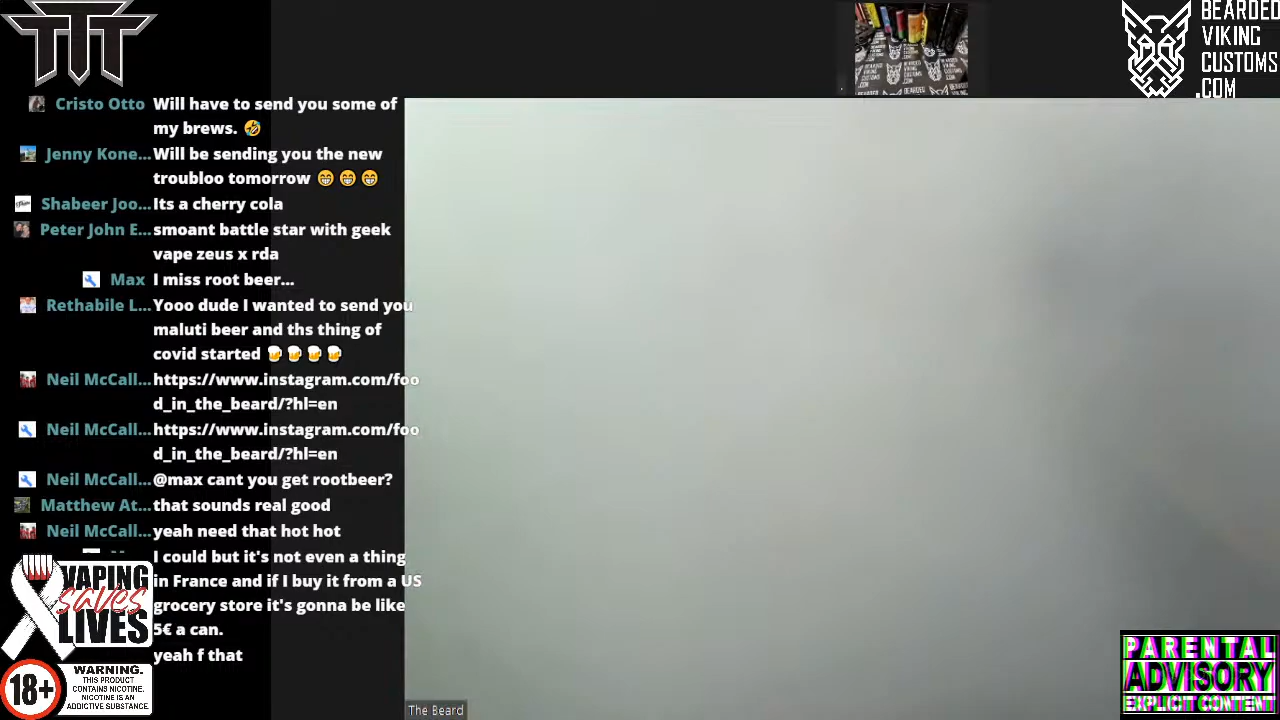 TTT
BEARDED
VIKING
CUSTOMS
.COM
Cristo Otto Will have to send you some of
my brews. 🤣
Jenny Kone... Will be sending you the new
troubloo tomorrow 😁 😁 😁
Shabeer Joo... Its a cherry cola
Peter John E... smoant battle star with geek
vape zeus x rda
Max I miss root beer...
Rethabile L... Yooo dude I wanted to send you
maluti beer and ths thing of
covid started 🍺 🍺 🍺 🍺
Neil McCall... https://www.instagram.com/foo
d_in_the_beard/?hl=en
Neil McCall... https://www.instagram.com/foo
d_in_the_beard/?hl=en
Neil McCall... @max cant you get rootbeer?
Matthew At... that sounds real good
Neil McCall... yeah need that hot hot
I could but it's not even a thing
in France and if I buy it from a US
grocery store it's gonna be like
5€ a can.
yeah f that
VAPING
saves
LIVES
18+
WARNING.
THIS PRODUCT
CONTAINS NICOTINE.
NICOTINE IS AN
ADDICTIVE SUBSTANCE.
The Beard
PARENTAL
ADVISORY
EXPLICIT CONTENT